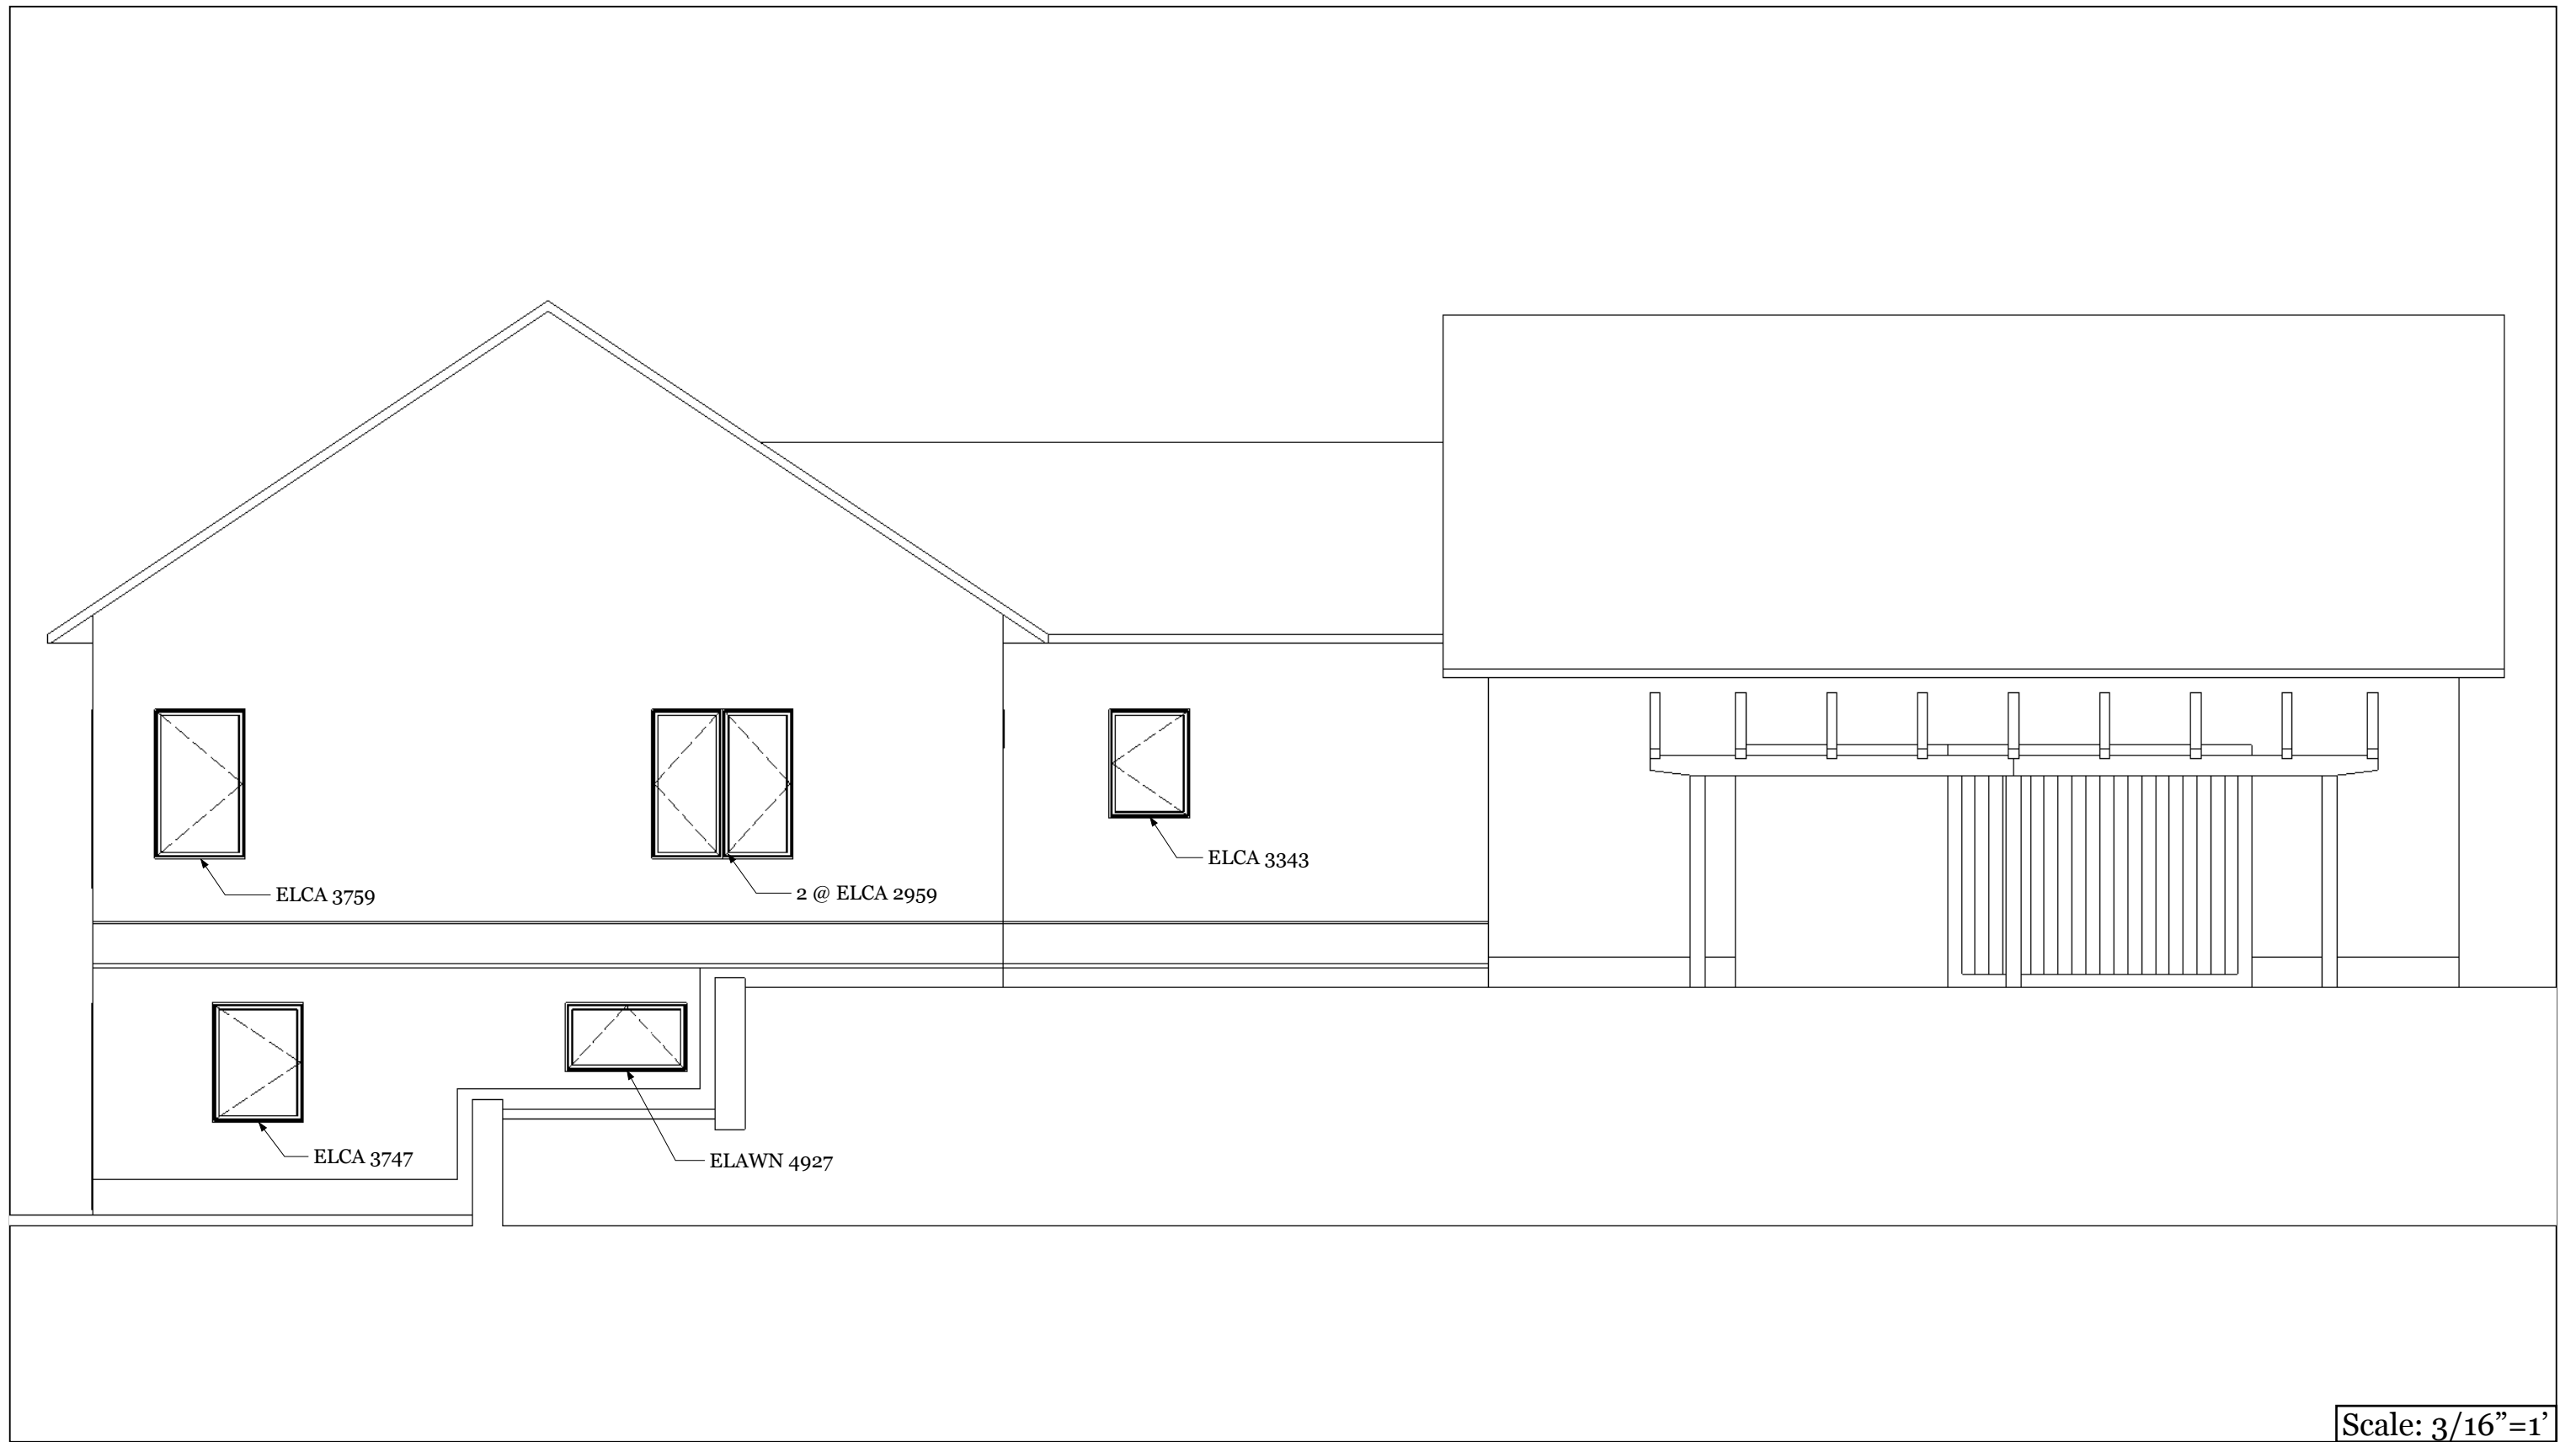 ELCA 3759
2 @ ELCA 2959
ELCA 3343
ELCA 3747
ELAWN 4927
Scale: 3/16”=1’